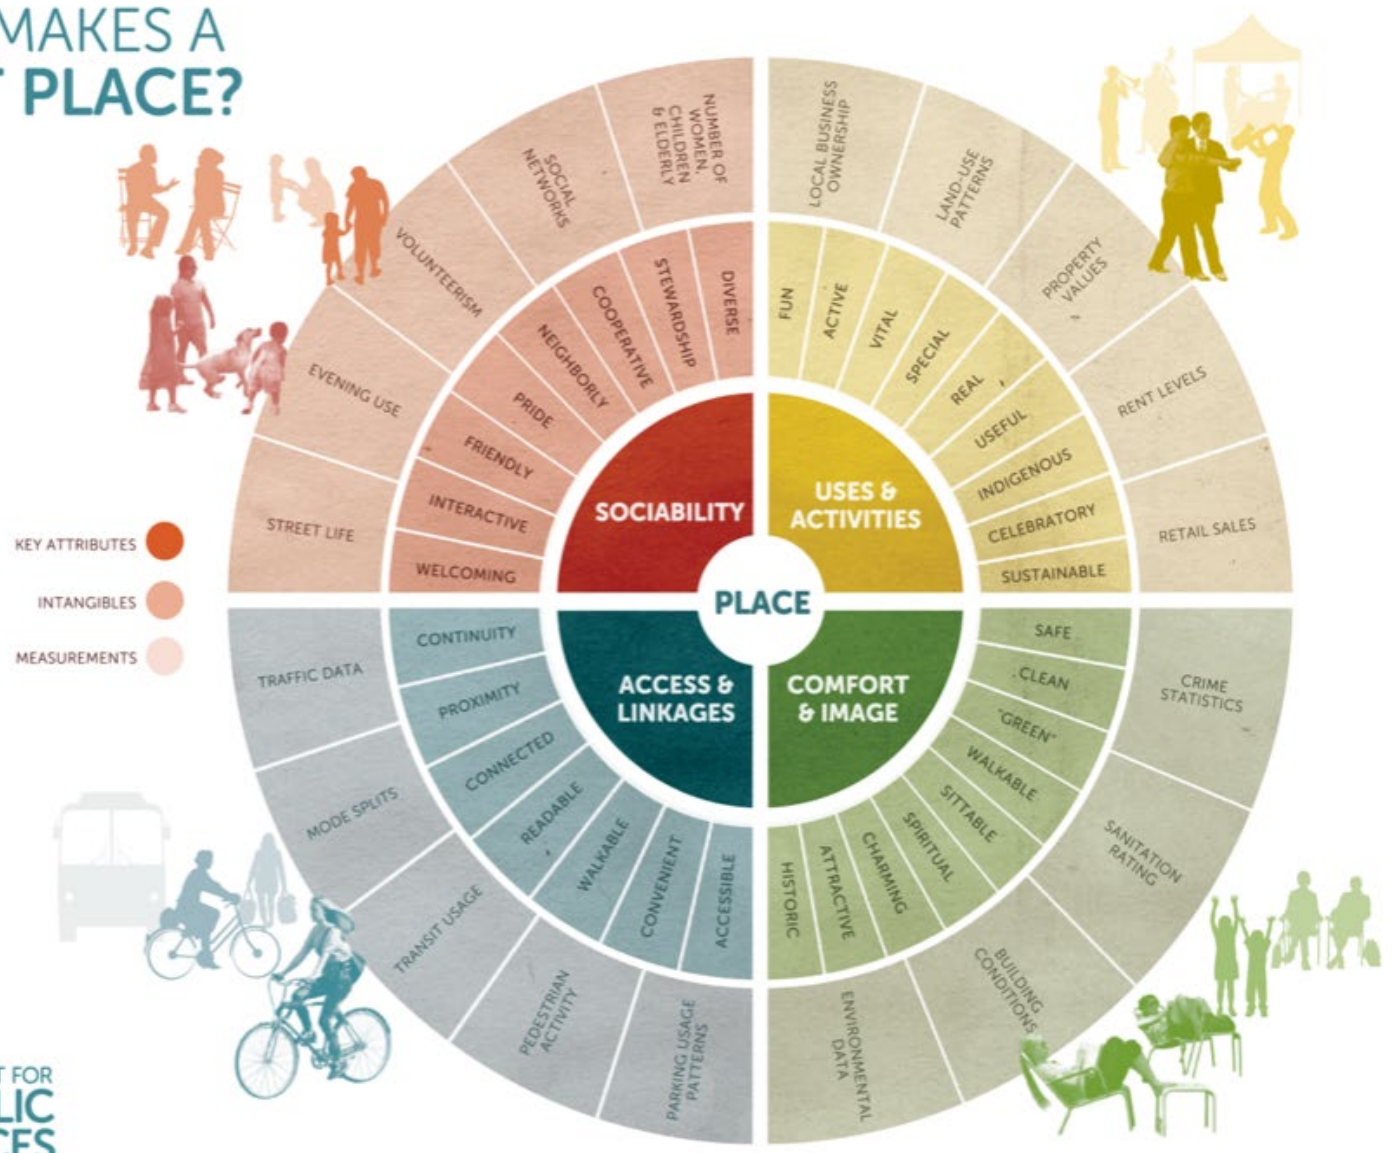 MAKES A
PLACE?
KEY ATTRIBUTES
INTANGIBLES
MEASUREMENTS
PLACE
SOCIABILITY
USES &
ACTIVITIES
ACCESS &
LINKAGES
COMFORT
& IMAGE
WELCOMING
INTERACTIVE
FRIENDLY
PRIDE
NEIGHBORLY
COOPERATIVE
STEWARDSHIP
DIVERSE
STREET LIFE
EVENING USE
VOLUNTEERISM
SOCIAL
NETWORKS
NUMBER OF
WOMEN,
CHILDREN
& ELDERLY
FUN
ACTIVE
VITAL
SPECIAL
REAL
USEFUL
INDIGENOUS
CELEBRATORY
SUSTAINABLE
LOCAL BUSINESS
OWNERSHIP
LAND-USE
PATTERNS
PROPERTY
VALUES
RENT LEVELS
RETAIL SALES
SAFE
CLEAN
"GREEN"
WALKABLE
SITTABLE
SPIRITUAL
CHARMING
ATTRACTIVE
HISTORIC
CRIME
STATISTICS
SANITATION
RATING
BUILDING
CONDITIONS
ENVIRONMENTAL
DATA
CONTINUITY
PROXIMITY
CONNECTED
READABLE
WALKABLE
CONVENIENT
ACCESSIBLE
TRAFFIC DATA
MODE SPLITS
TRANSIT USAGE
PEDESTRIAN
ACTIVITY
PARKING USAGE
PATTERNS
T FOR
LIC
CES